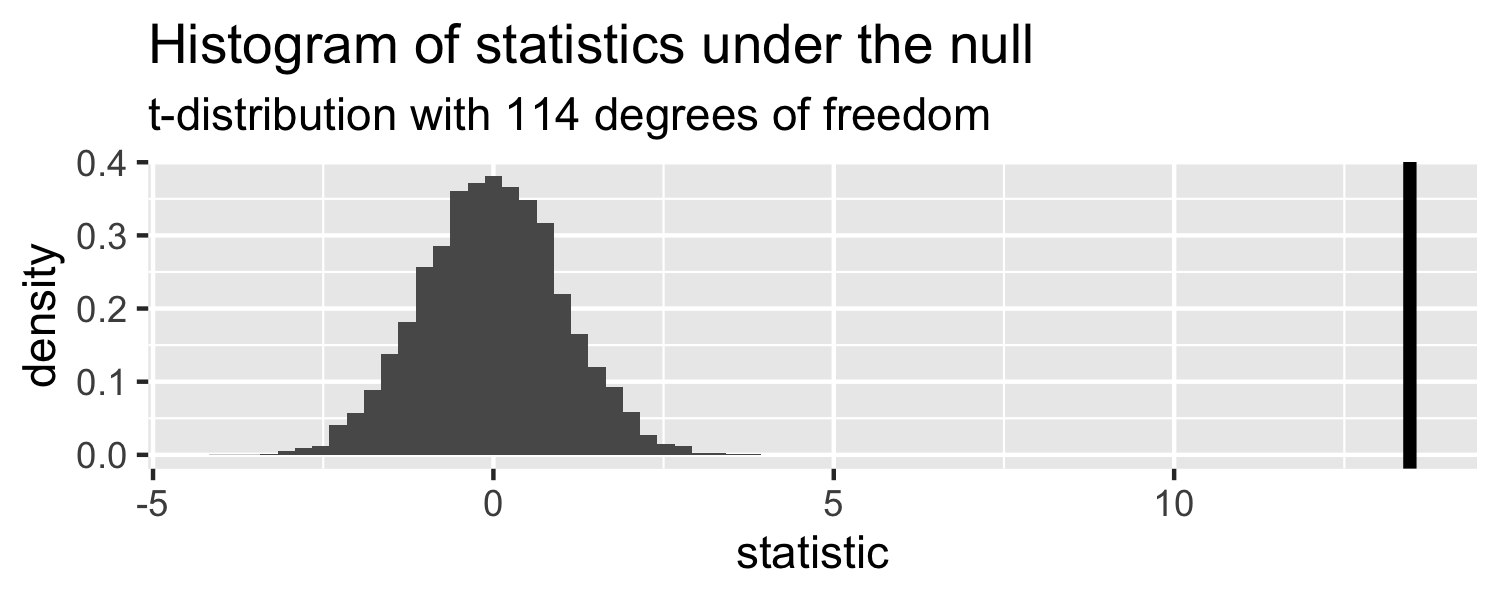 Histogram of statistics under the null
t-distribution with 114 degrees of freedom
0.4
0.3
0.2
0.1
0.0
density
-5 0 5 10
statistic